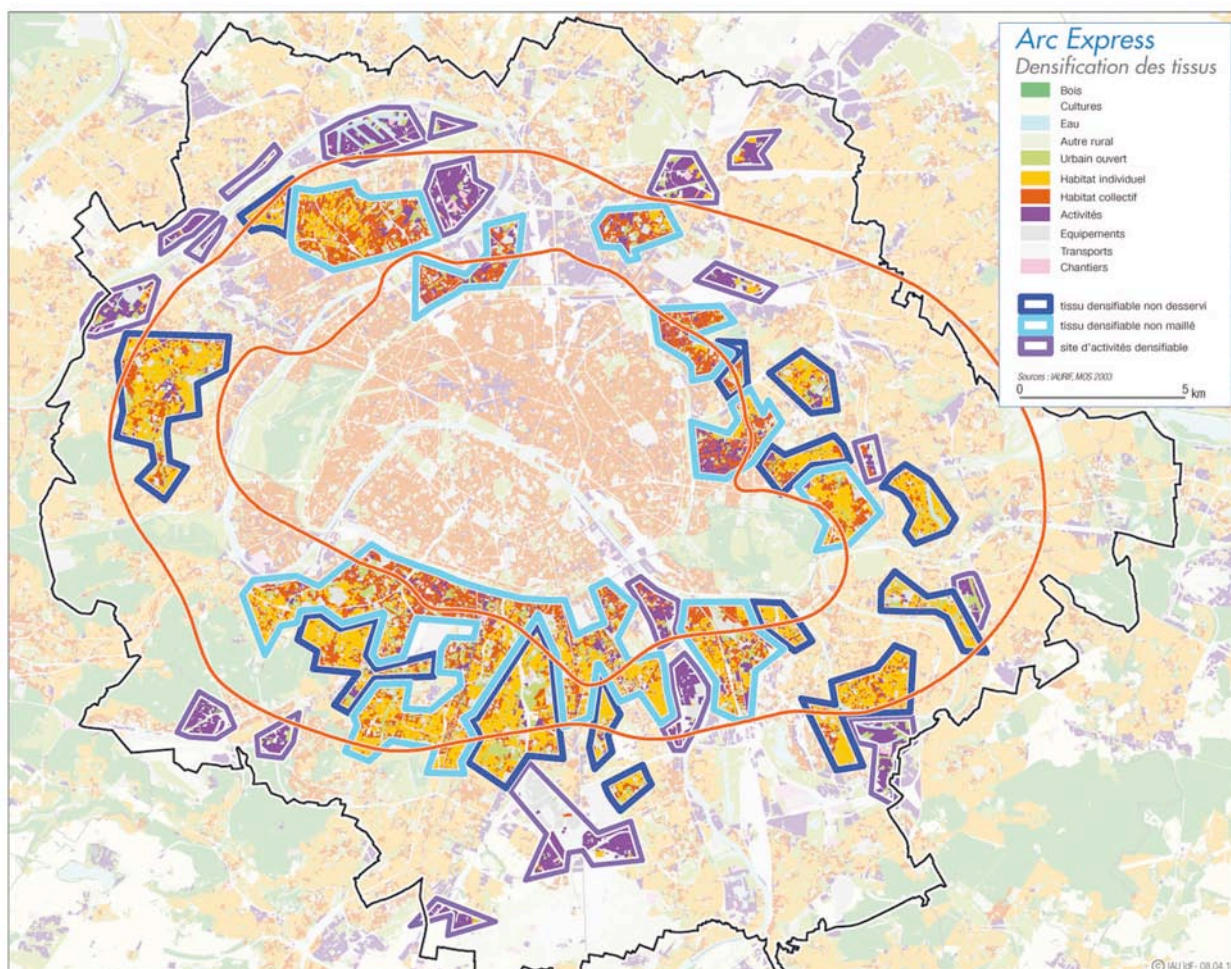 Arc Express
Densification des tissus
Bois
Cultures
Eau
Autre rural
Urbain ouvert
Habitat individuel
Habitat collectif
Activités
Equipements
Transports
Chantiers
tissu densifiable non desservi
tissu densifiable non maillé
site d'activités densifiable
Sources : IAURIF, MOS 2003
0 5 km